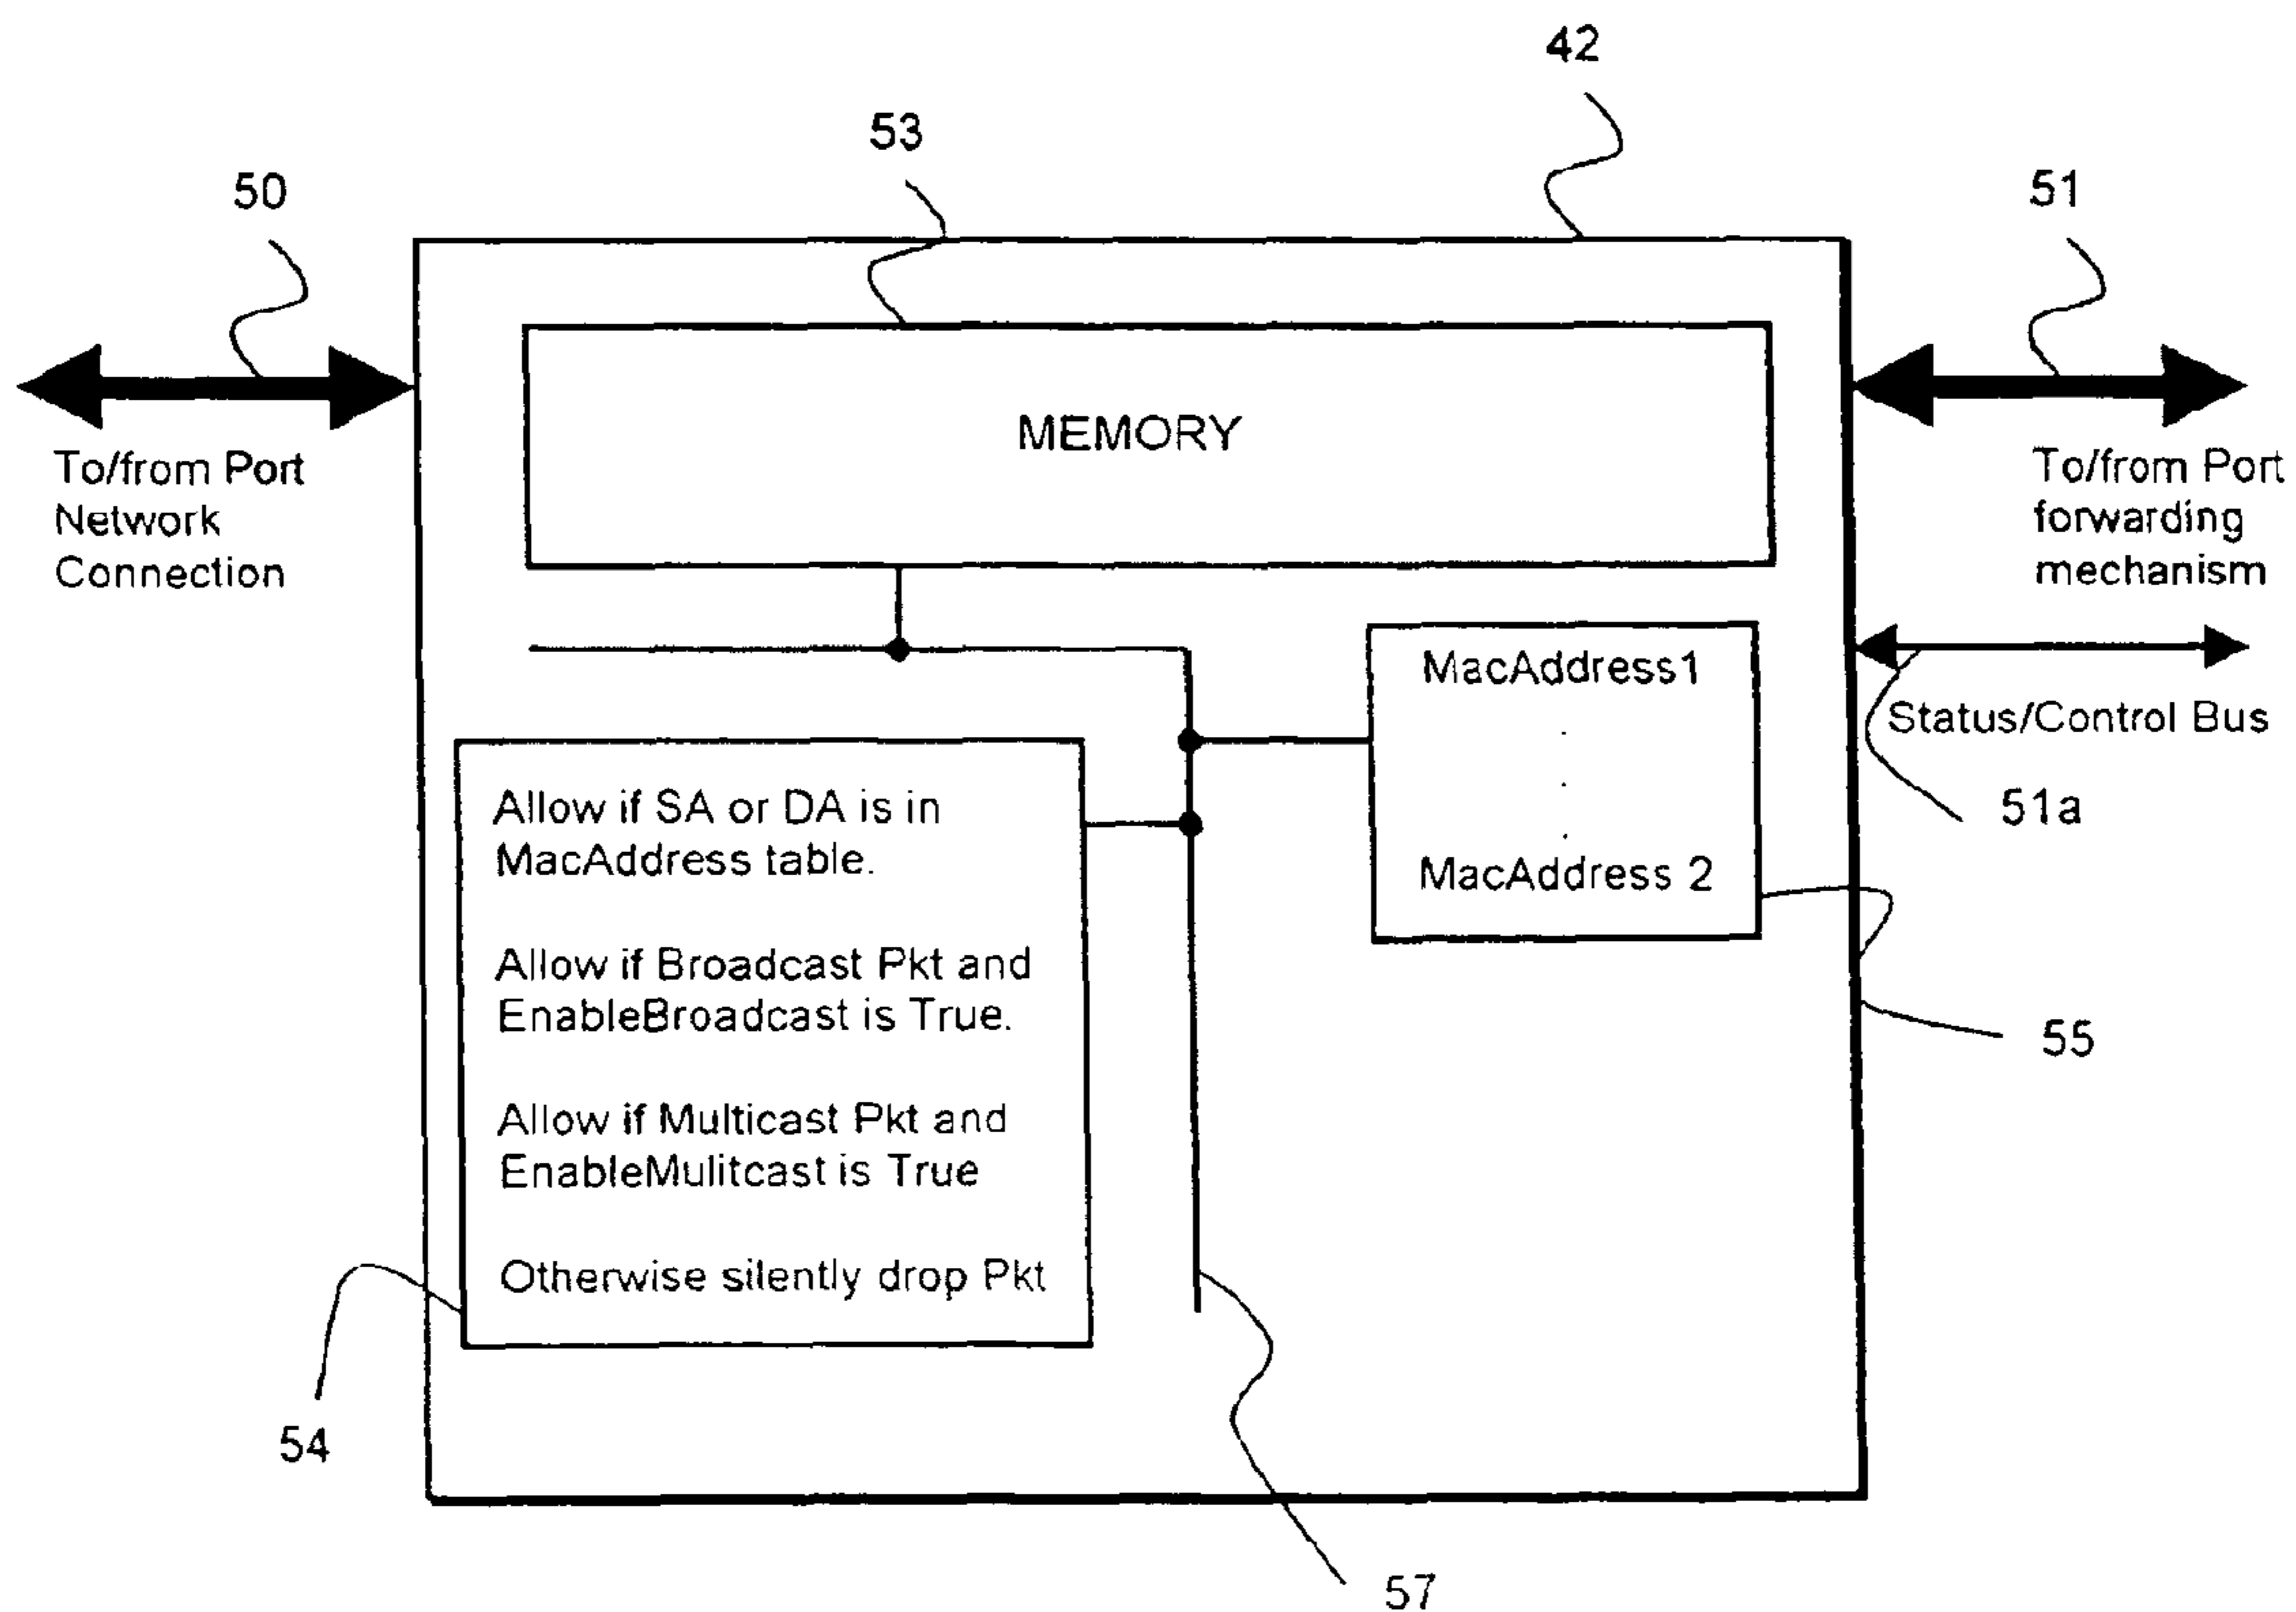 42
53
50
51
MEMORY
To/from Port
Network
Connection
To/from Port
forwarding
mechanism
MacAddress1
.
.
.
MacAddress 2
Status/Control Bus
51a
Allow if SA or DA is in
MacAddress table.
Allow if Broadcast Pkt and
EnableBroadcast is True.
Allow if Multicast Pkt and
EnableMulitcast is True
Otherwise silently drop Pkt
55
54
57